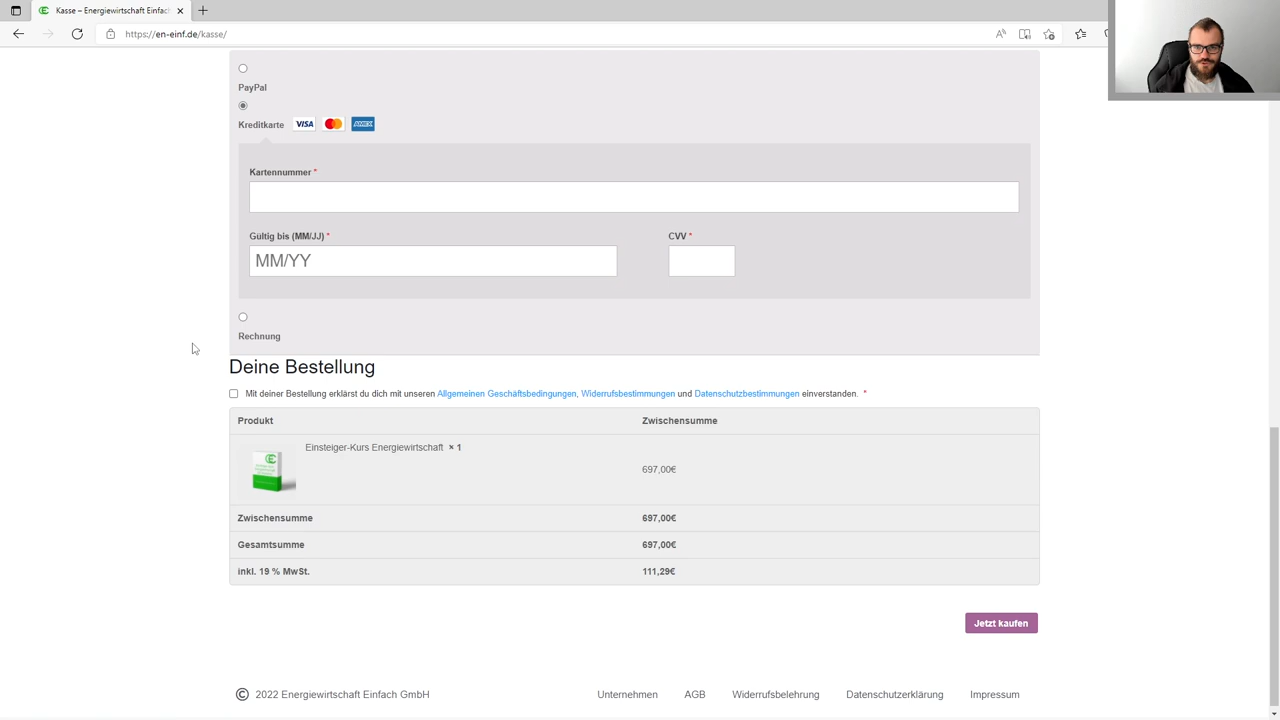 Kasse – Energiewirtschaft Einfach
https://en-einf.de/kasse/
PayPal
Kreditkarte VISA AMEX
Kartennummer *
Gültig bis (MM/JJ) * CVV *
MM/YY
Rechnung
Deine Bestellung
Mit deiner Bestellung erklärst du dich mit unseren Allgemeinen Geschäftsbedingungen, Widerrufsbestimmungen und Datenschutzbestimmungen einverstanden. *
Produkt Zwischensumme
Einsteiger-Kurs Energiewirtschaft × 1
697,00€
Zwischensumme 697,00€
Gesamtsumme 697,00€
inkl. 19 % MwSt. 111,29€
Jetzt kaufen
© 2022 Energiewirtschaft Einfach GmbH Unternehmen AGB Widerrufsbelehrung Datenschutzerklärung Impressum